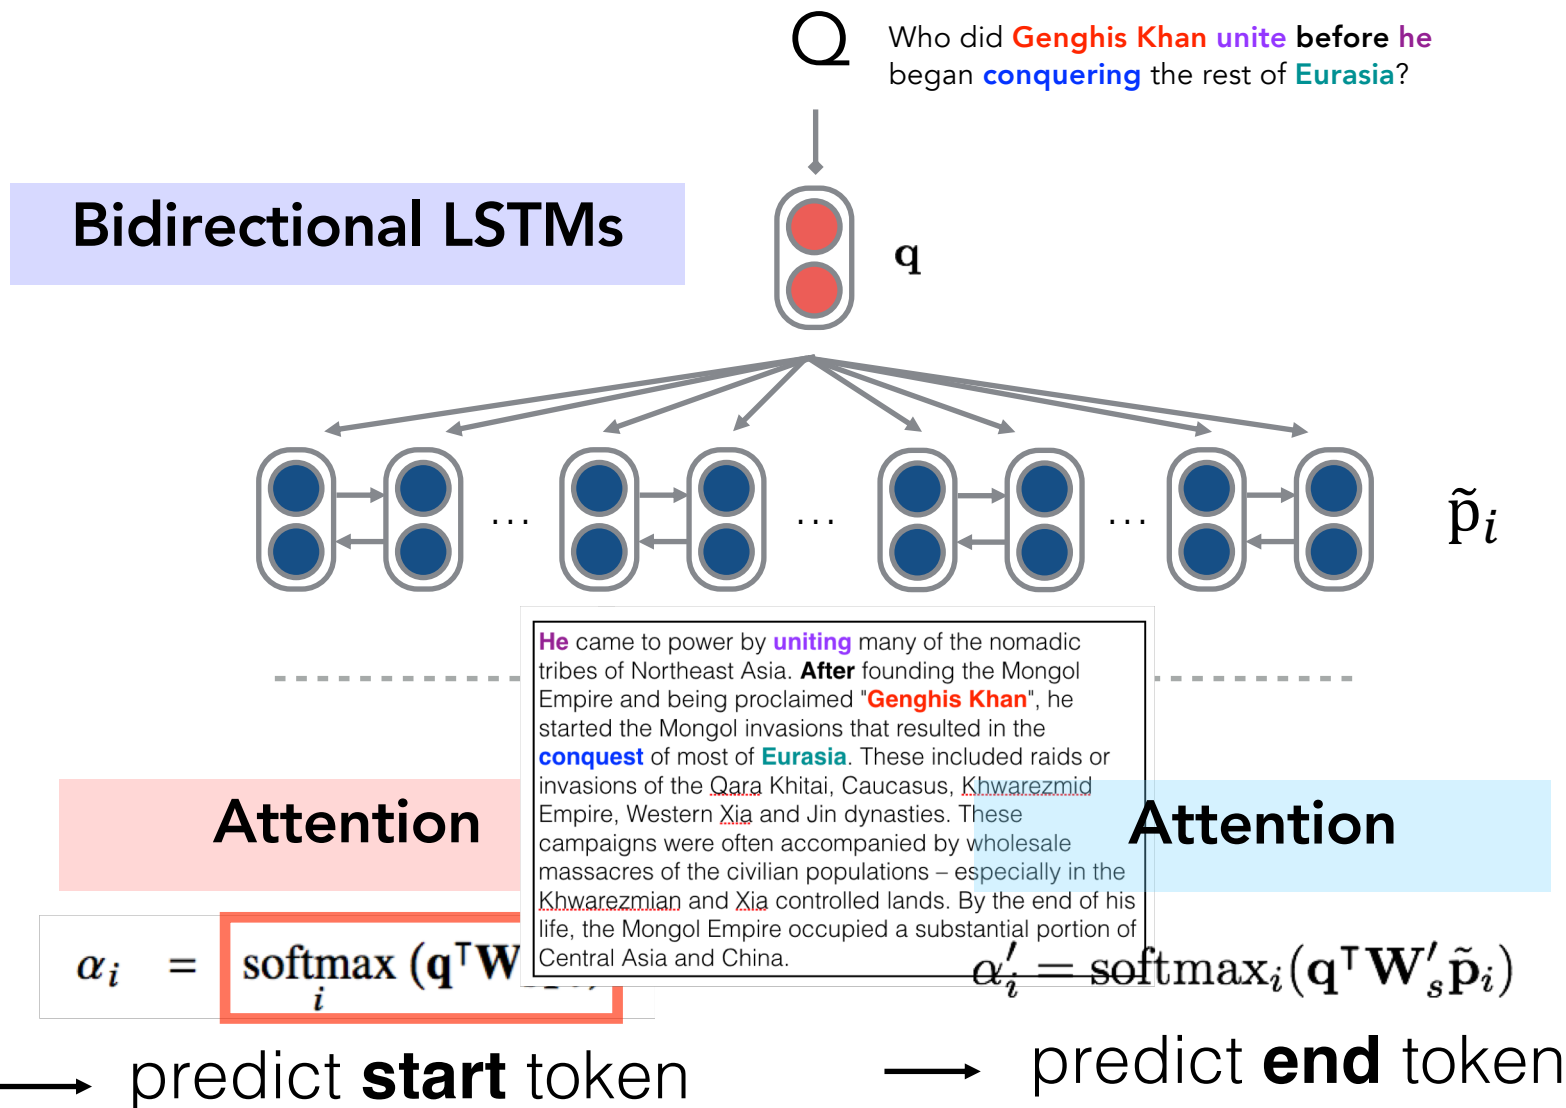 Q
Who did Genghis Khan unite before he
began conquering the rest of Eurasia?
Bidirectional LSTMs
q
... ... ...
p̃ᵢ
He came to power by uniting many of the nomadic
tribes of Northeast Asia. After founding the Mongol
Empire and being proclaimed "Genghis Khan", he
started the Mongol invasions that resulted in the
conquest of most of Eurasia. These included raids or
invasions of the Qara Khitai, Caucasus, Khwarezmid
Empire, Western Xia and Jin dynasties. These
campaigns were often accompanied by wholesale
massacres of the civilian populations – especially in the
Khwarezmian and Xia controlled lands. By the end of his
life, the Mongol Empire occupied a substantial portion of
Central Asia and China.
Attention
αᵢ = softmaxᵢ (qᵀW
predict start token
Attention
α′ᵢ = softmaxᵢ(qᵀW′ₛp̃ᵢ)
predict end token